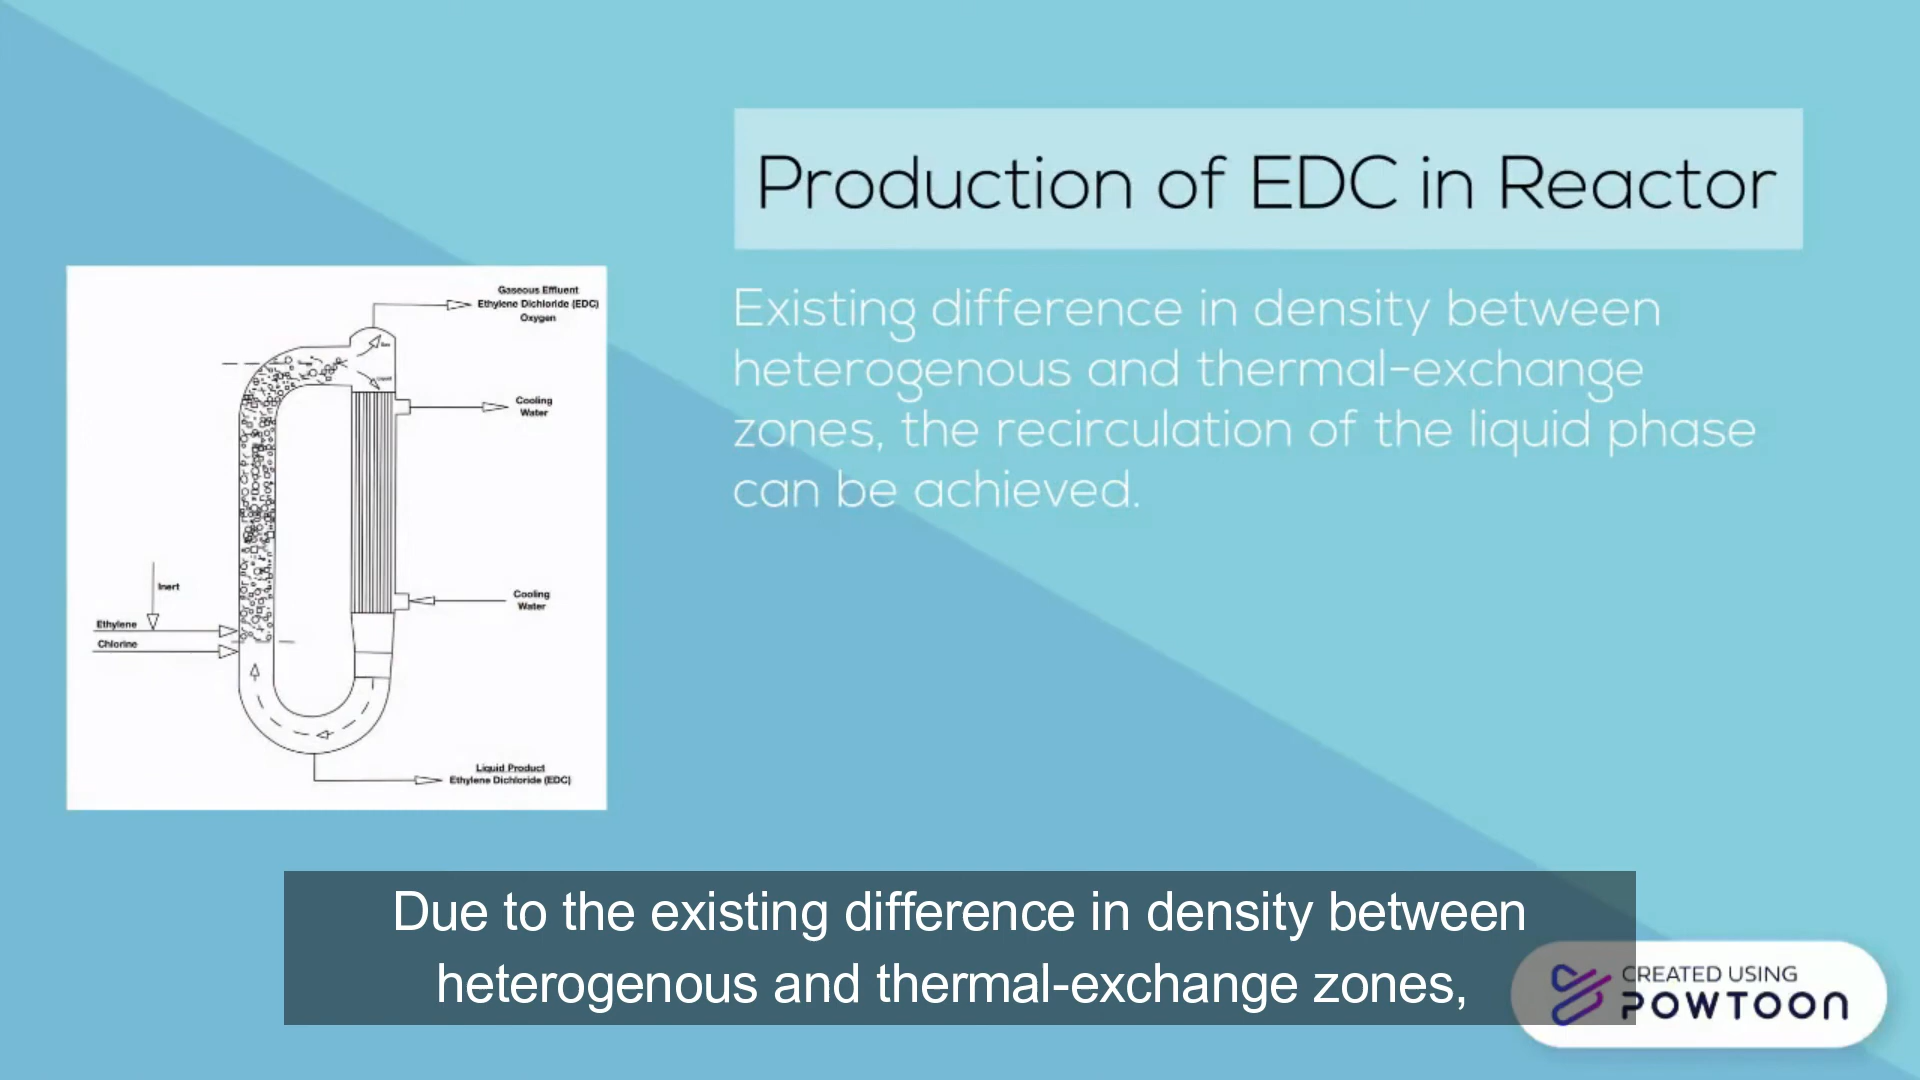 Production of EDC in Reactor
Existing difference in density between
heterogenous and thermal-exchange
zones, the recirculation of the liquid phase
can be achieved.
Gaseous Effluent
Ethylene Dichloride (EDC)
Oxygen
Gas
Liquid
Cooling
Water
Inert
Cooling
Water
Ethylene
Chlorine
Liquid Product
Ethylene Dichloride (EDC)
Due to the existing difference in density between
heterogenous and thermal-exchange zones,
CREATED USING
POWTOON